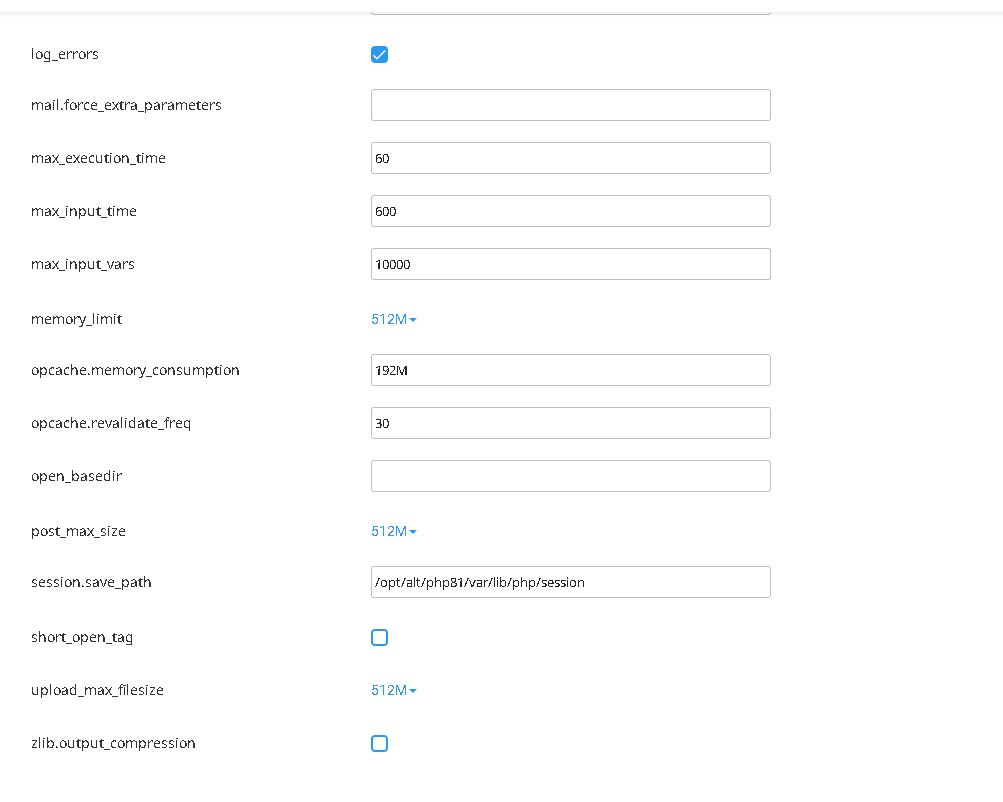 log_errors
mail.force_extra_parameters
max_execution_time 60
max_input_time 600
max_input_vars 10000
memory_limit 512M
opcache.memory_consumption 192M
opcache.revalidate_freq 30
open_basedir
post_max_size 512M
session.save_path /opt/alt/php81/var/lib/php/session
short_open_tag
upload_max_filesize 512M
zlib.output_compression